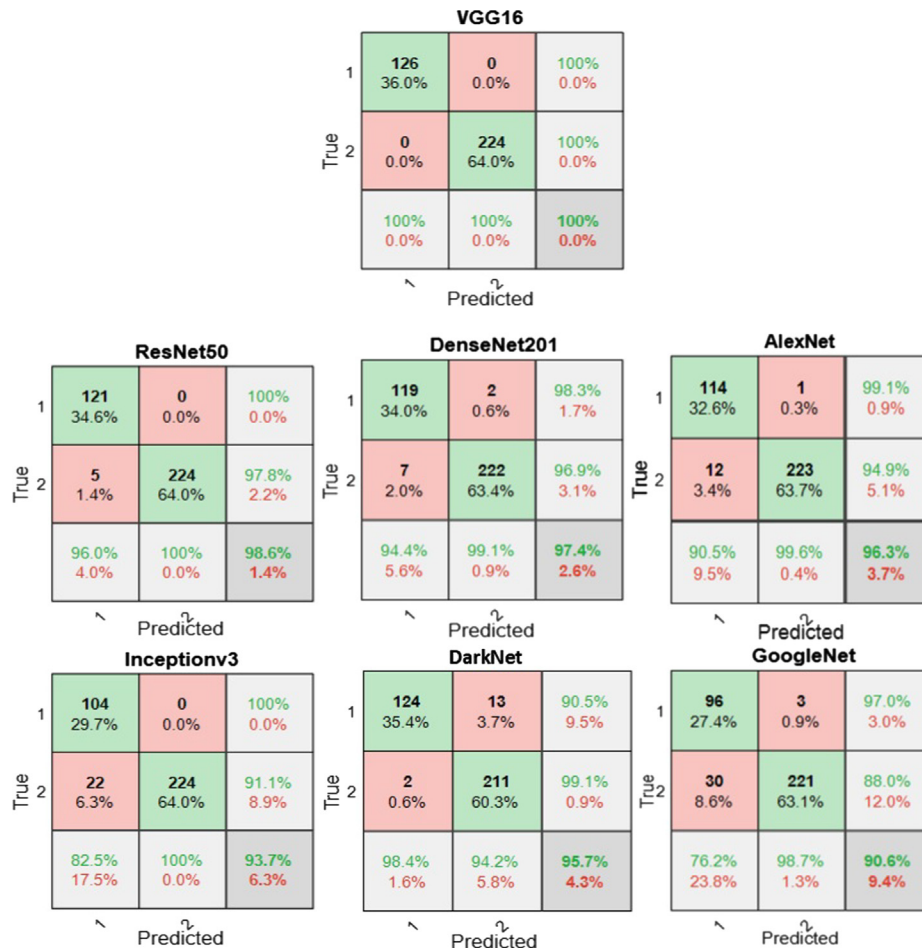 VGG16
126 0 100%
1
36.0% 0.0% 0.0%
0 224 100%
True 2
0.0% 64.0% 0.0%
100% 100% 100%
0.0% 0.0% 0.0%
1 2
Predicted
ResNet50
121 0 100%
1
34.6% 0.0% 0.0%
5 224 97.8%
True 2
1.4% 64.0% 2.2%
96.0% 100% 98.6%
4.0% 0.0% 1.4%
1 2
Predicted
DenseNet201
119 2 98.3%
1
34.0% 0.6% 1.7%
7 222 96.9%
True 2
2.0% 63.4% 3.1%
94.4% 99.1% 97.4%
5.6% 0.9% 2.6%
1 2
Predicted
AlexNet
114 1 99.1%
1
32.6% 0.3% 0.9%
12 223 94.9%
True 2
3.4% 63.7% 5.1%
90.5% 99.6% 96.3%
9.5% 0.4% 3.7%
1 2
Predicted
Inceptionv3
104 0 100%
1
29.7% 0.0% 0.0%
22 224 91.1%
True 2
6.3% 64.0% 8.9%
82.5% 100% 93.7%
17.5% 0.0% 6.3%
1 2
Predicted
DarkNet
124 13 90.5%
1
35.4% 3.7% 9.5%
2 211 99.1%
True 2
0.6% 60.3% 0.9%
98.4% 94.2% 95.7%
1.6% 5.8% 4.3%
1 2
Predicted
GoogleNet
96 3 97.0%
1
27.4% 0.9% 3.0%
30 221 88.0%
True 2
8.6% 63.1% 12.0%
76.2% 98.7% 90.6%
23.8% 1.3% 9.4%
1 2
Predicted